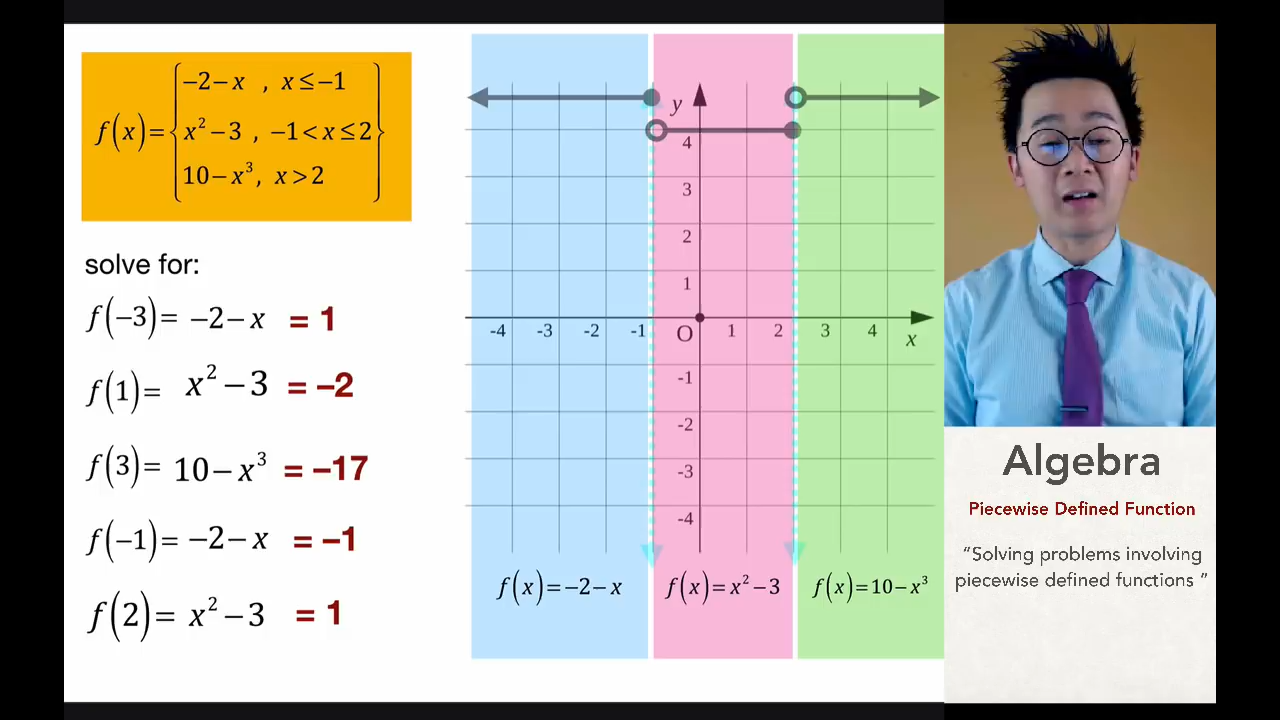 f(x)= {−2−x , x≤−1
x²−3 , −1<x≤2
10−x³, x>2}
solve for:
f(−3)= −2−x = 1
f(1)= x²−3 = −2
f(3)= 10−x³ = −17
f(−1)= −2−x = −1
f(2)= x²−3 = 1
y
4
3
2
1
-4 -3 -2 -1 O 1 2 3 4 x
-1
-2
-3
-4
f(x)=−2−x f(x)=x²−3 f(x)=10−x³
Algebra
Piecewise Defined Function
“Solving problems involving
piecewise defined functions ”